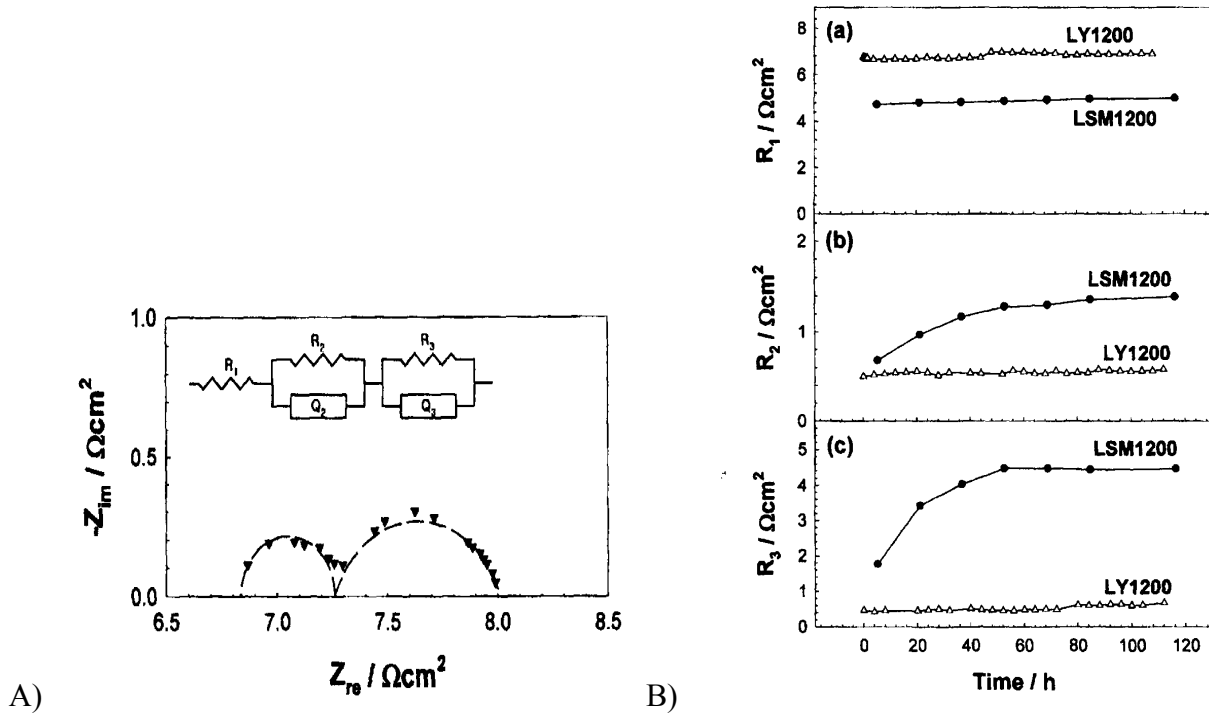 A)
1.0
0.5
0.0
-Z_im / Ωcm²
R₁
R₂
Q₂
R₃
Q₃
6.5 7.0 7.5 8.0 8.5
Z_re / Ωcm²
B)
(a)
LY1200
LSM1200
8
6
4
2
0
R₁ / Ωcm²
(b)
LSM1200
LY1200
2
1
0
R₂ / Ωcm²
(c)
LSM1200
LY1200
5
4
3
2
1
0
R₃ / Ωcm²
0 20 40 60 80 100 120
Time / h